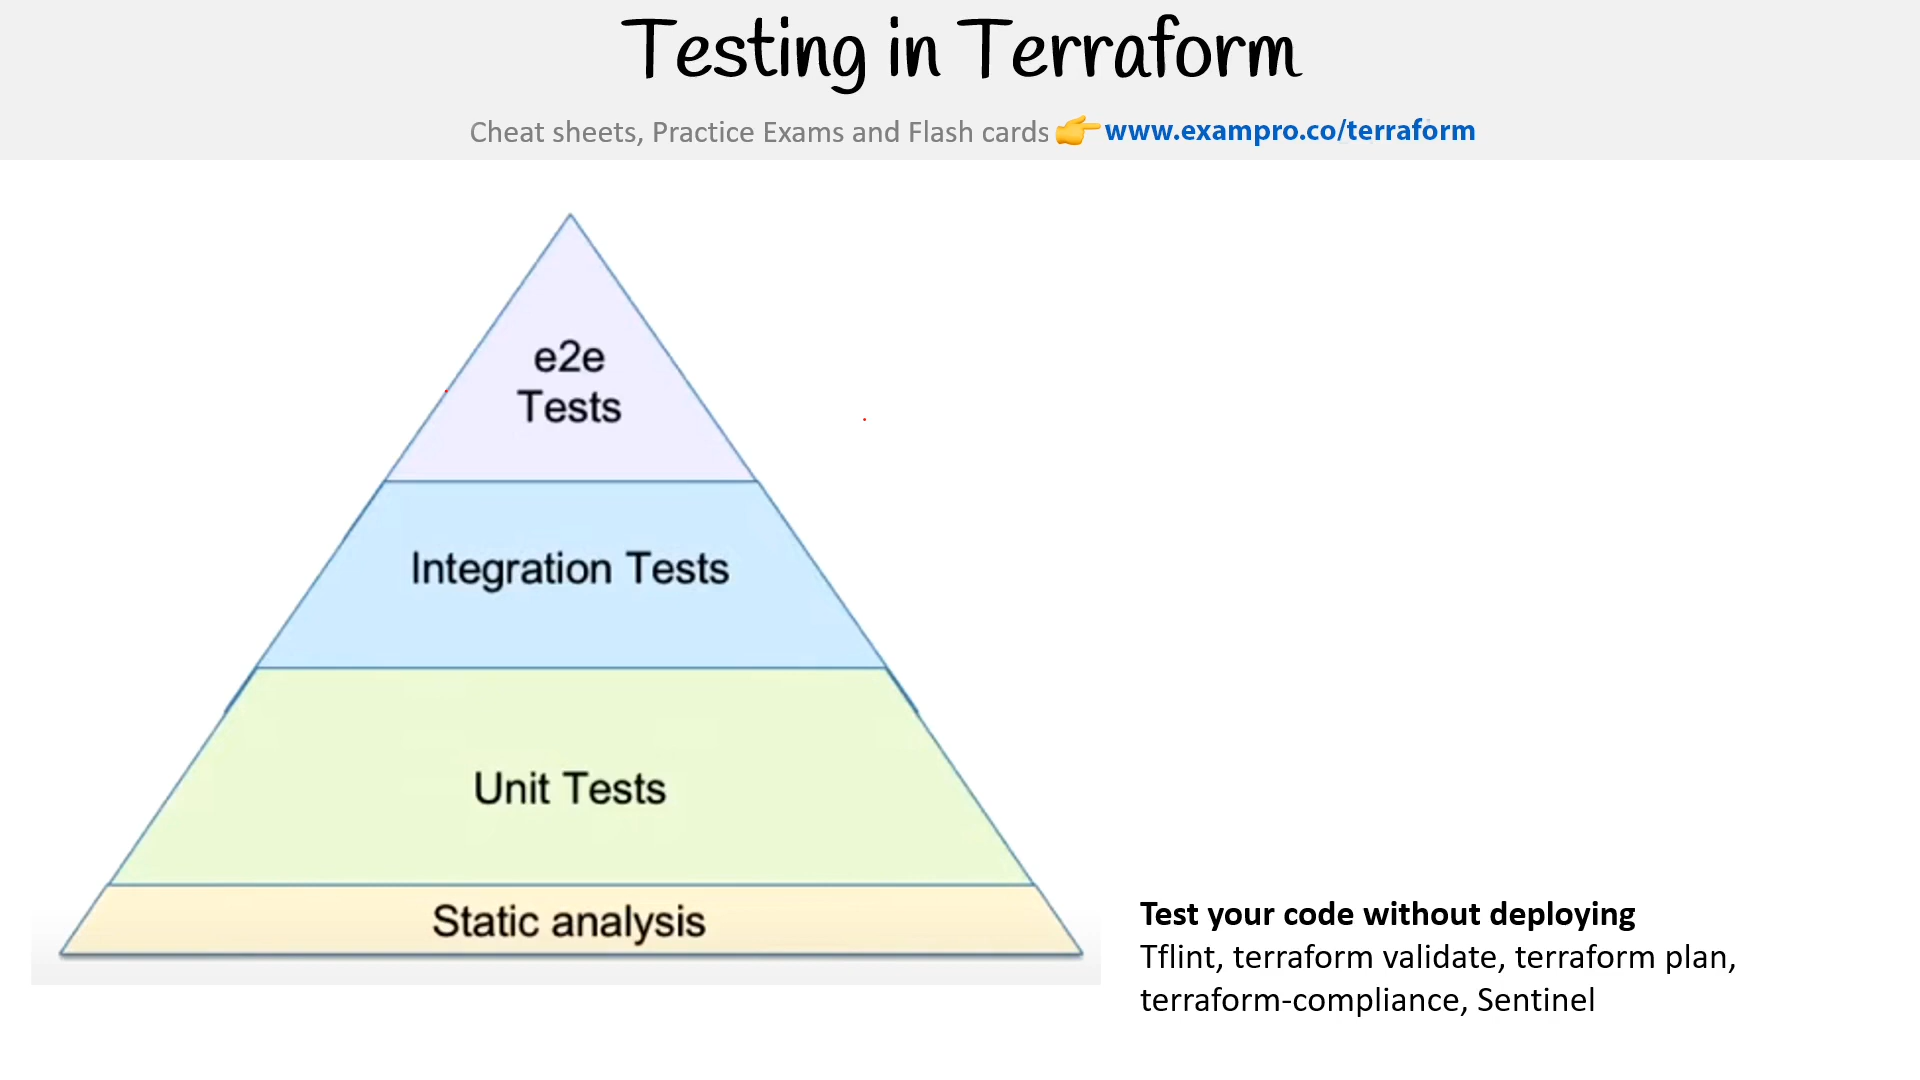 Testing in Terraform
Cheat sheets, Practice Exams and Flash cards 👉www.exampro.co/terraform
e2e
Tests
Integration Tests
Unit Tests
Static analysis
Test your code without deploying
Tflint, terraform validate, terraform plan,
terraform-compliance, Sentinel